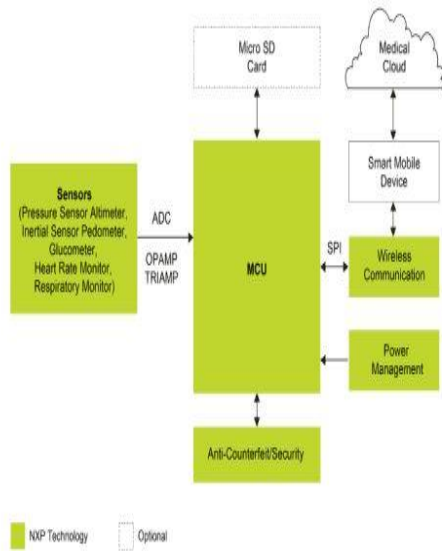 Micro SD
Card
Medical
Cloud
Sensors
(Pressure Sensor Altimeter,
Inertial Sensor Pedometer,
Glucometer,
Heart Rate Monitor,
Respiratory Monitor)
ADC
OPAMP
TRIAMP
MCU
SPI
Smart Mobile
Device
Wireless
Communication
Power
Management
Anti-Counterfeit/Security
NXP Technology
Optional